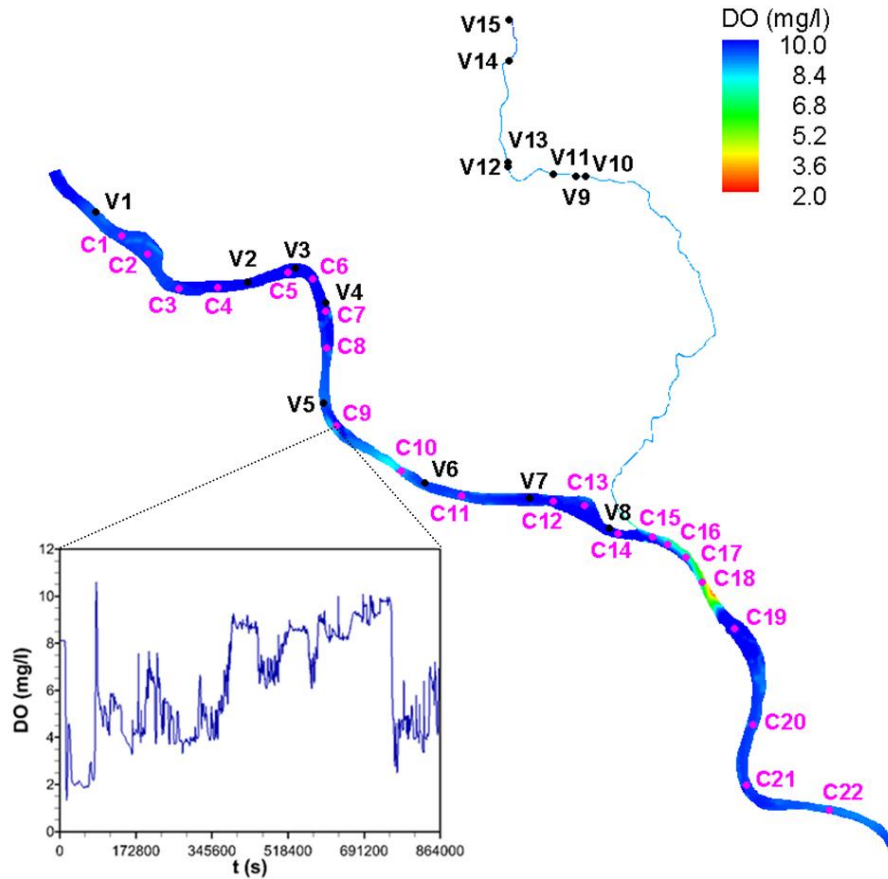 DO (mg/l)
10.0
8.4
6.8
5.2
3.6
2.0
V15
V14
V13
V12
V11
V10
V9
V1
C1
C2
C3
C4
V2
V3
C5
C6
V4
C7
C8
V5
C9
C10
V6
C11
V7
C12
C13
V8
C14
C15
C16
C17
C18
C19
C20
C21
C22
12
10
8
6
4
2
0
DO (mg/l)
0
172800
345600
518400
691200
864000
t (s)